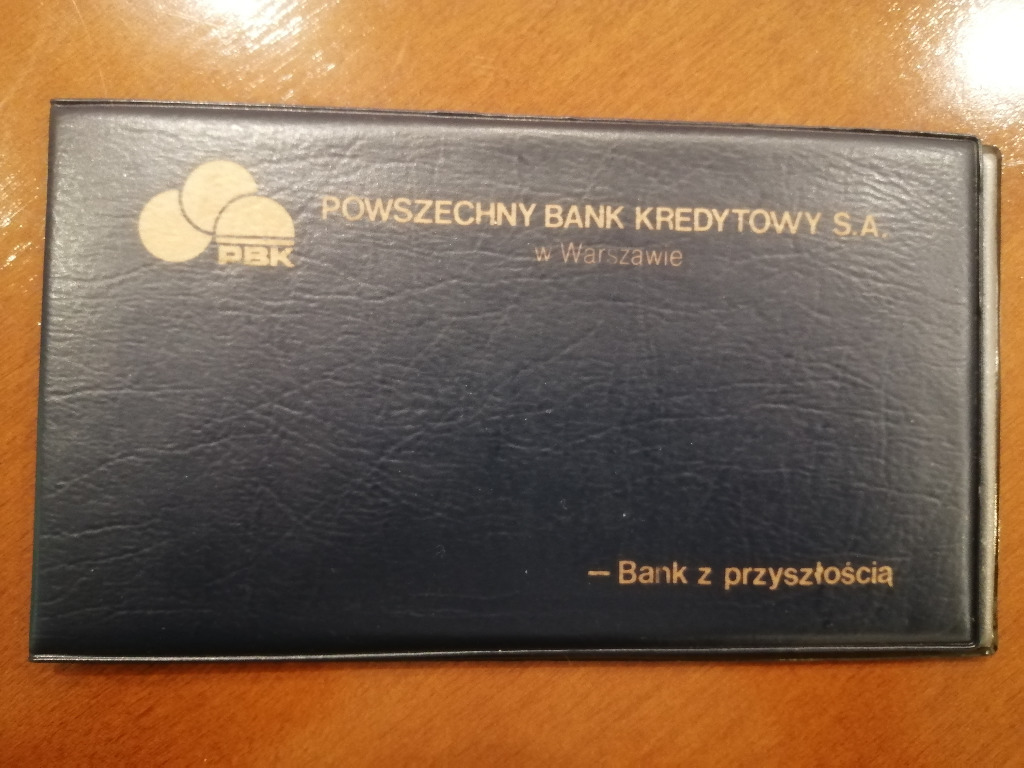 PBK
POWSZECHNY BANK KREDYTOWY S.A.
w Warszawie
– Bank z przyszłością